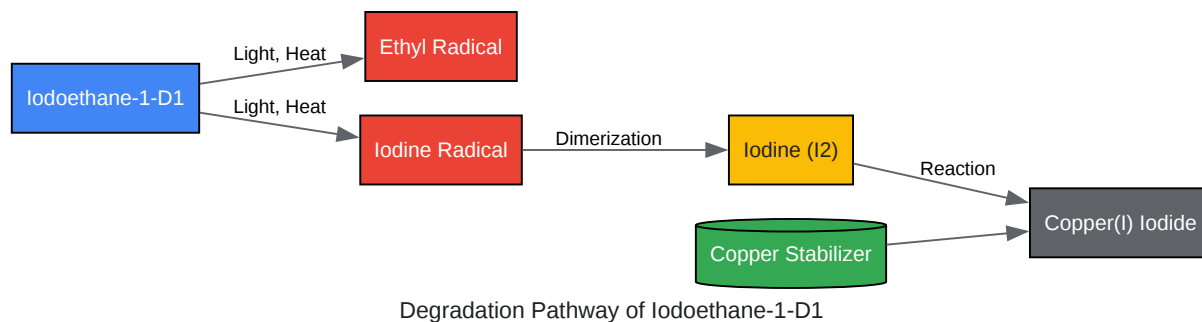 Iodoethane-1-D1
Light, Heat
Ethyl Radical
Light, Heat
Iodine Radical
Dimerization
Iodine (I2)
Reaction
Copper Stabilizer
Copper(I) Iodide
Degradation Pathway of Iodoethane-1-D1